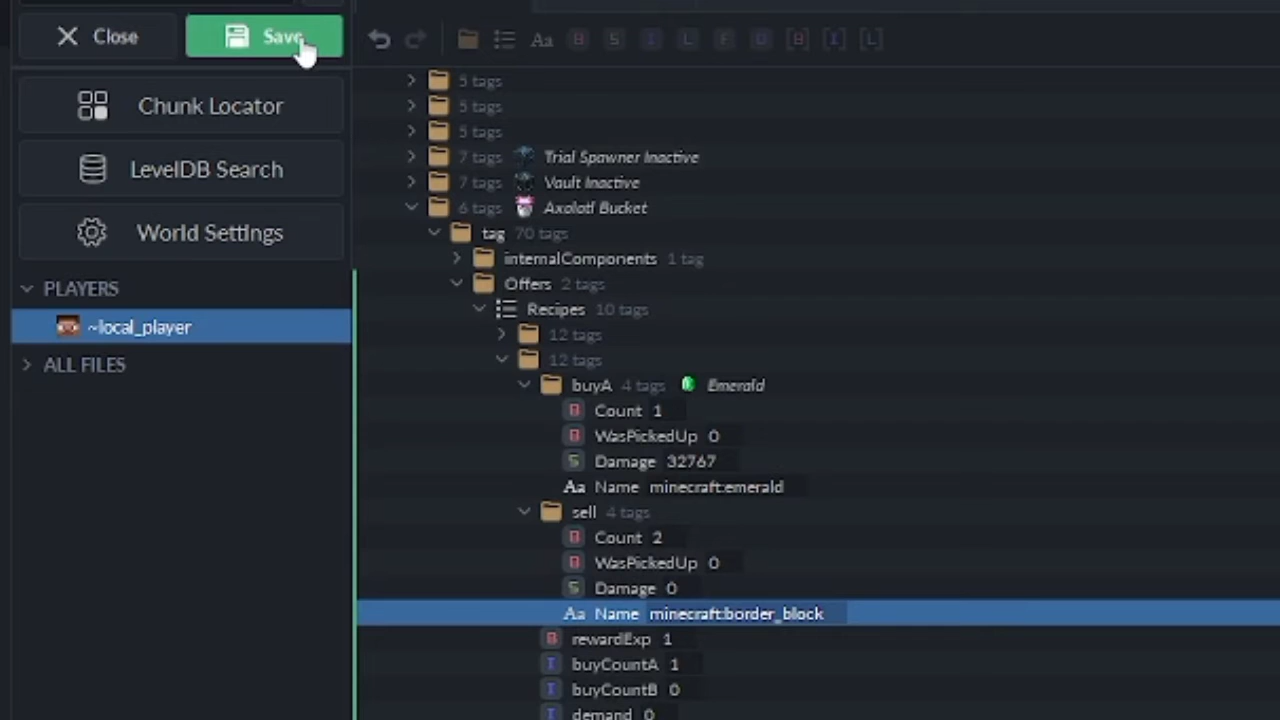 Close
Save
Aa B S I L F D [B] [I] [L]
Chunk Locator
LevelDB Search
World Settings
PLAYERS
~local_player
ALL FILES
5 tags
5 tags
5 tags
7 tags Trial Spawner Inactive
7 tags Vault Inactive
6 tags Axolotl Bucket
tag 70 tags
internalComponents 1 tag
Offers 2 tags
Recipes 10 tags
12 tags
12 tags
buyA 4 tags Emerald
B Count 1
B WasPickedUp 0
S Damage 32767
Aa Name minecraft:emerald
sell 4 tags
B Count 2
B WasPickedUp 0
S Damage 0
Aa Name minecraft:border_block
B rewardExp 1
I buyCountA 1
I buyCountB 0
I demand 0